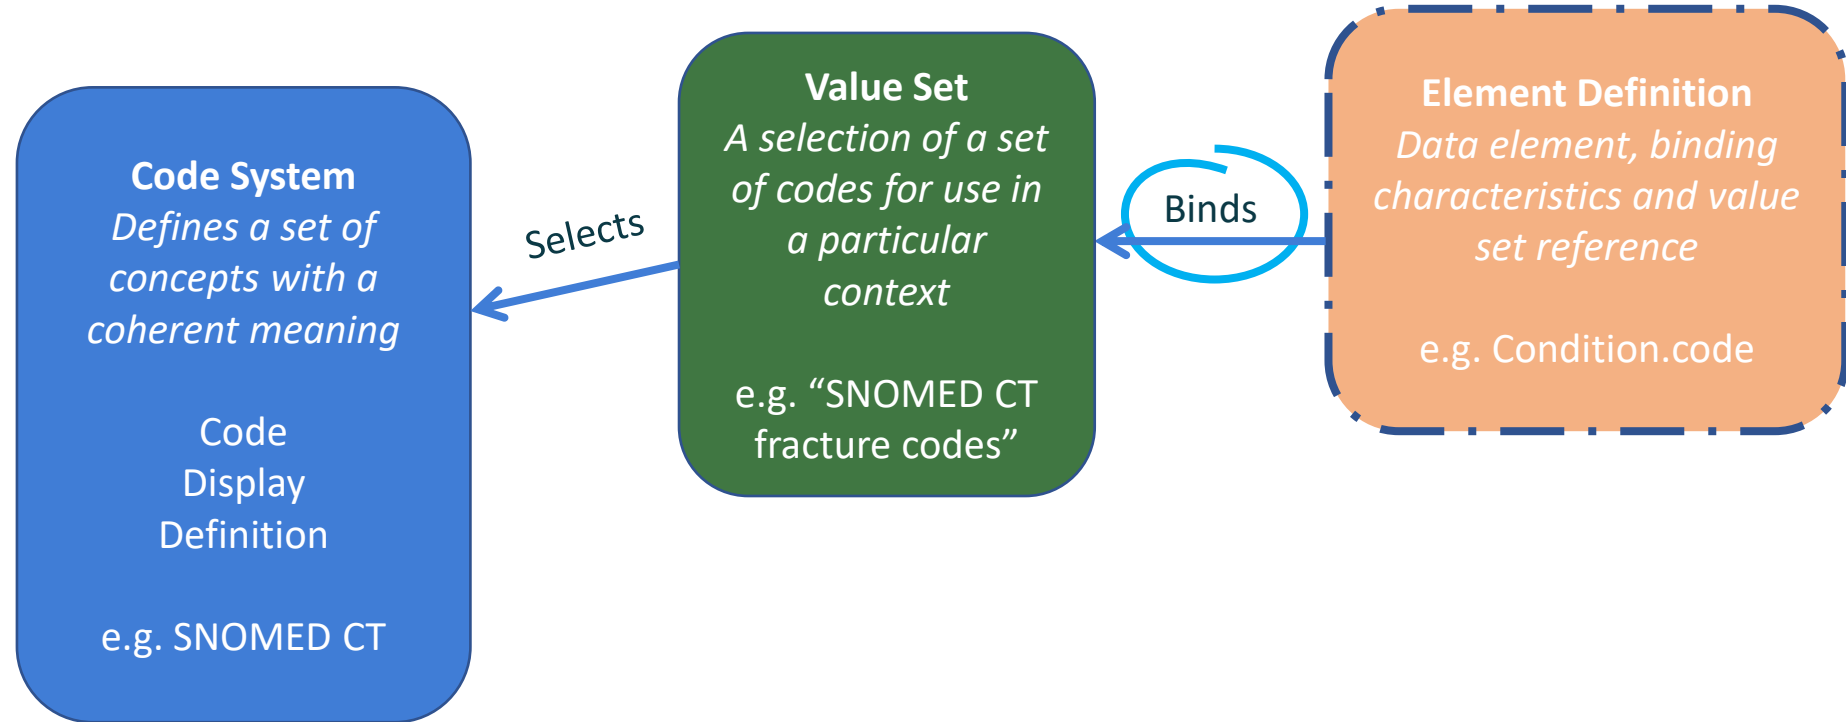 Code System
Defines a set of
concepts with a
coherent meaning
Code
Display
Definition
e.g. SNOMED CT
Selects
Value Set
A selection of a set
of codes for use in
a particular
context
e.g. “SNOMED CT
fracture codes”
Binds
Element Definition
Data element, binding
characteristics and value
set reference
e.g. Condition.code